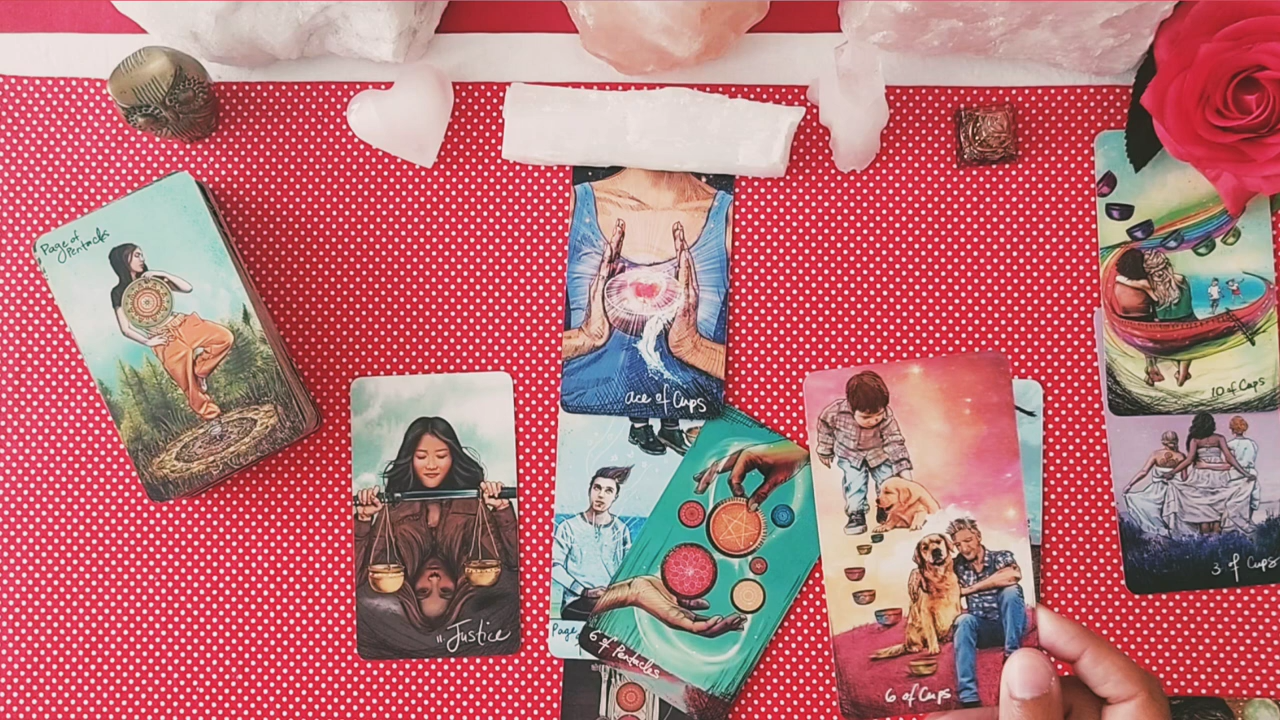 Page of
Pentacles
ace of Cups
10 of Cups
11. Justice
Page
6 of Pentacles
6 of Cups
3 of Cups